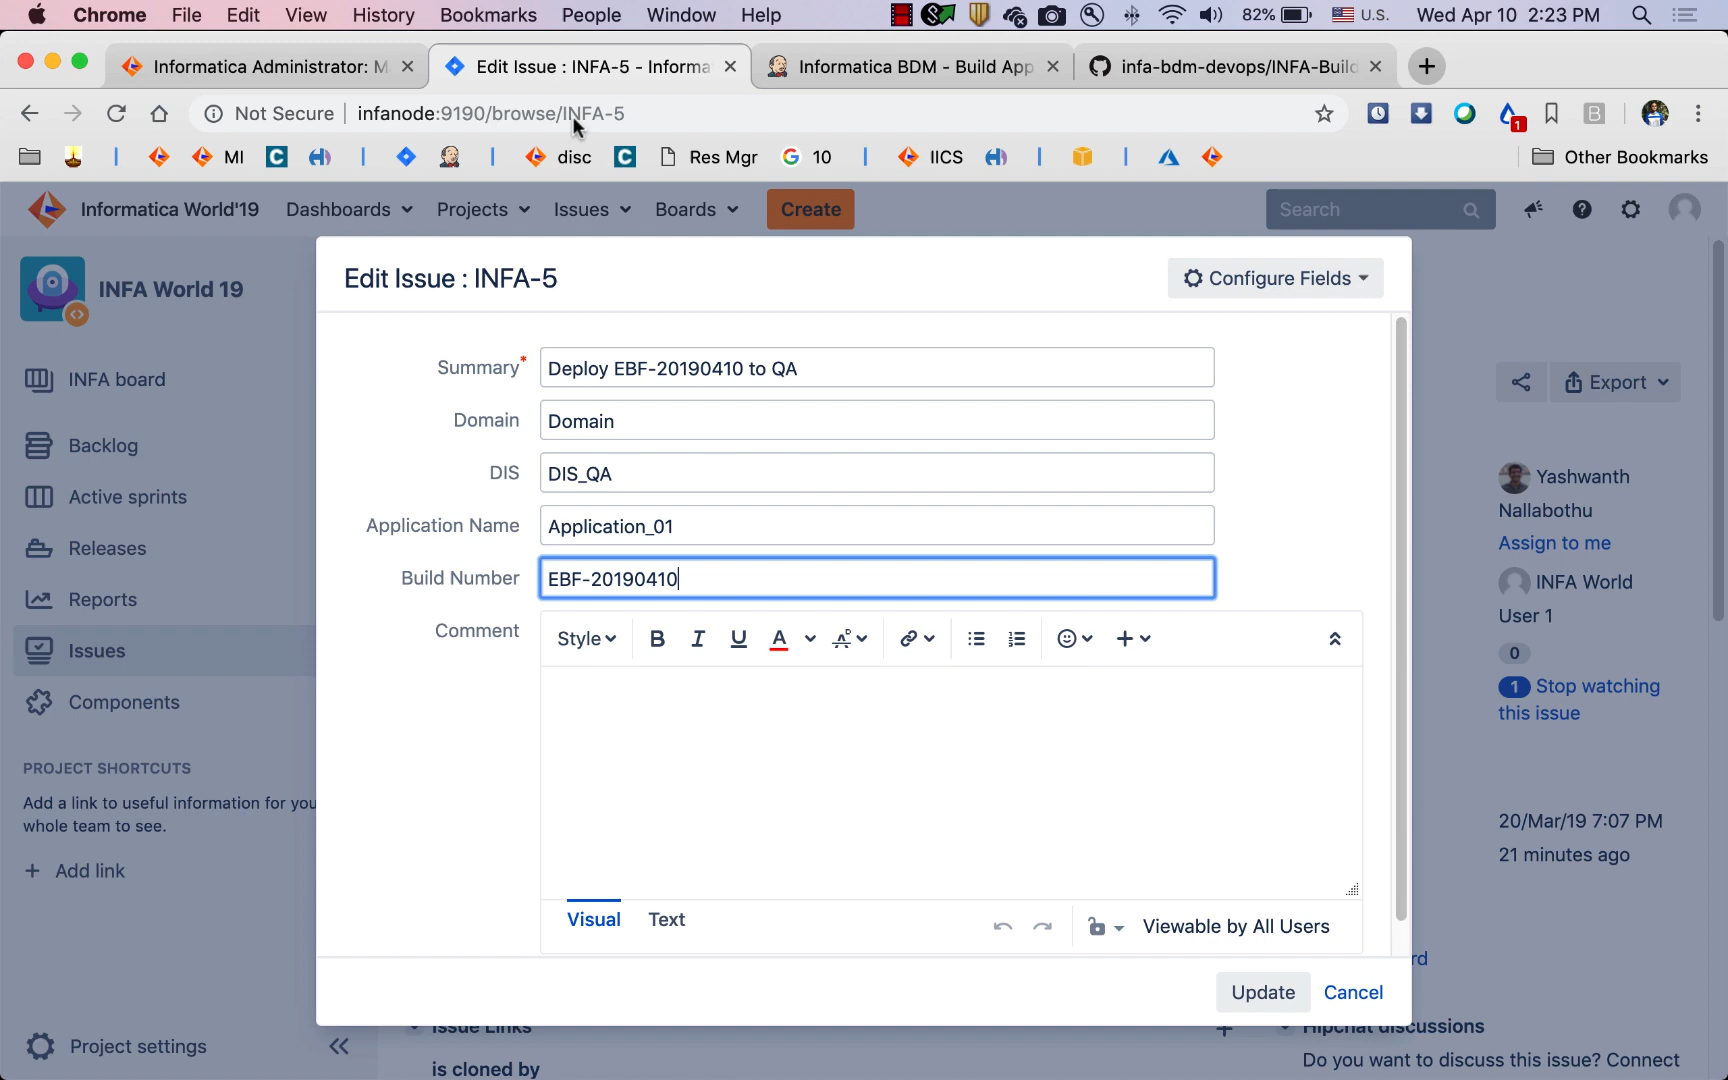 Chrome File Edit View History Bookmarks People Window Help 82% U.S. Wed Apr 10 2:23 PM
Informatica Administrator: M Edit Issue : INFA-5 - Informa Informatica BDM - Build App infa-bdm-devops/INFA-Build
Not Secure infanode:9190/browse/INFA-5 1 B
MI C disc C Res Mgr G 10 IICS Other Bookmarks
Informatica World'19 Dashboards Projects Issues Boards Create Search
INFA World 19
INFA board
Backlog
Active sprints
Releases
Reports
Issues
Components
PROJECT SHORTCUTS
Add a link to useful information for you
whole team to see.
+ Add link
Project settings
Edit Issue : INFA-5
Configure Fields
Summary* Deploy EBF-20190410 to QA
Domain Domain
DIS DIS_QA
Application Name Application_01
Build Number EBF-20190410
Comment
Style B I U A
Visual Text Viewable by All Users
Update Cancel
Export
Yashwanth
Nallabothu
Assign to me
INFA World
User 1
0
1 Stop watching
this issue
20/Mar/19 7:07 PM
21 minutes ago
rd
Issue Links
is cloned by
Hipchat discussions
Do you want to discuss this issue? Connect